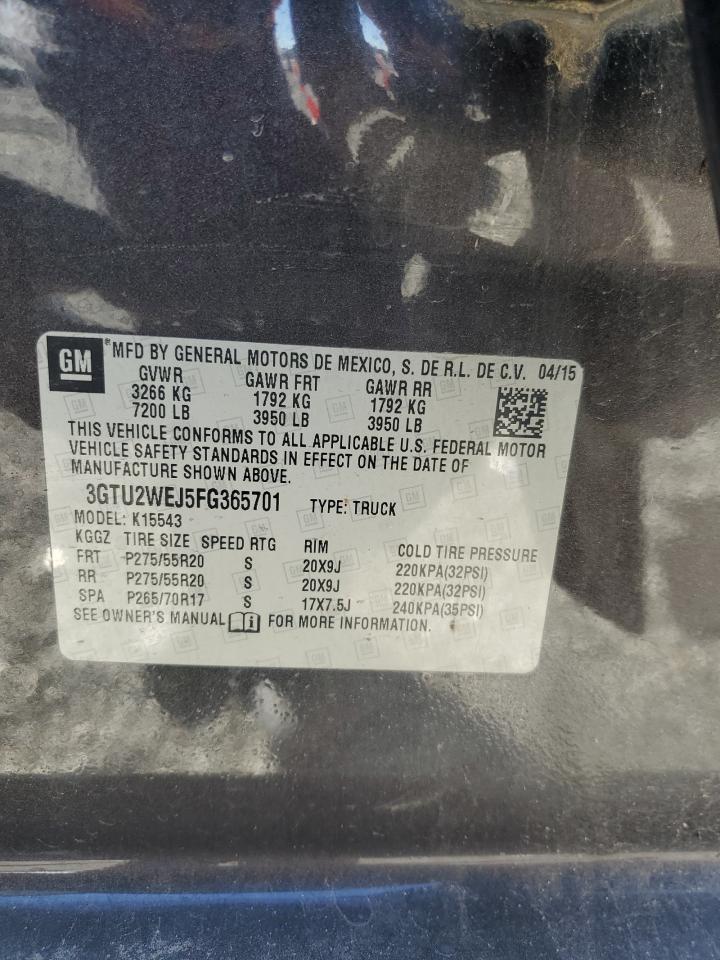 GM *MFD BY GENERAL MOTORS DE MEXICO, S. DE R.L. DE C.V. 04/15
GVWR GAWR FRT GAWR RR
3266 KG 1792 KG 1792 KG
7200 LB 3950 LB 3950 LB
THIS VEHICLE CONFORMS TO ALL APPLICABLE U.S. FEDERAL MOTOR
VEHICLE SAFETY STANDARDS IN EFFECT ON THE DATE OF
MANUFACTURE SHOWN ABOVE.
3GTU2WEJ5FG365701 TYPE: TRUCK
MODEL: K15543
KGGZ TIRE SIZE SPEED RTG RIM COLD TIRE PRESSURE
FRT P275/55R20 S 20X9J 220KPA(32PSI)
RR P275/55R20 S 20X9J 220KPA(32PSI)
SPA P265/70R17 S 17X7.5J 240KPA(35PSI)
SEE OWNER'S MANUAL i FOR MORE INFORMATION.